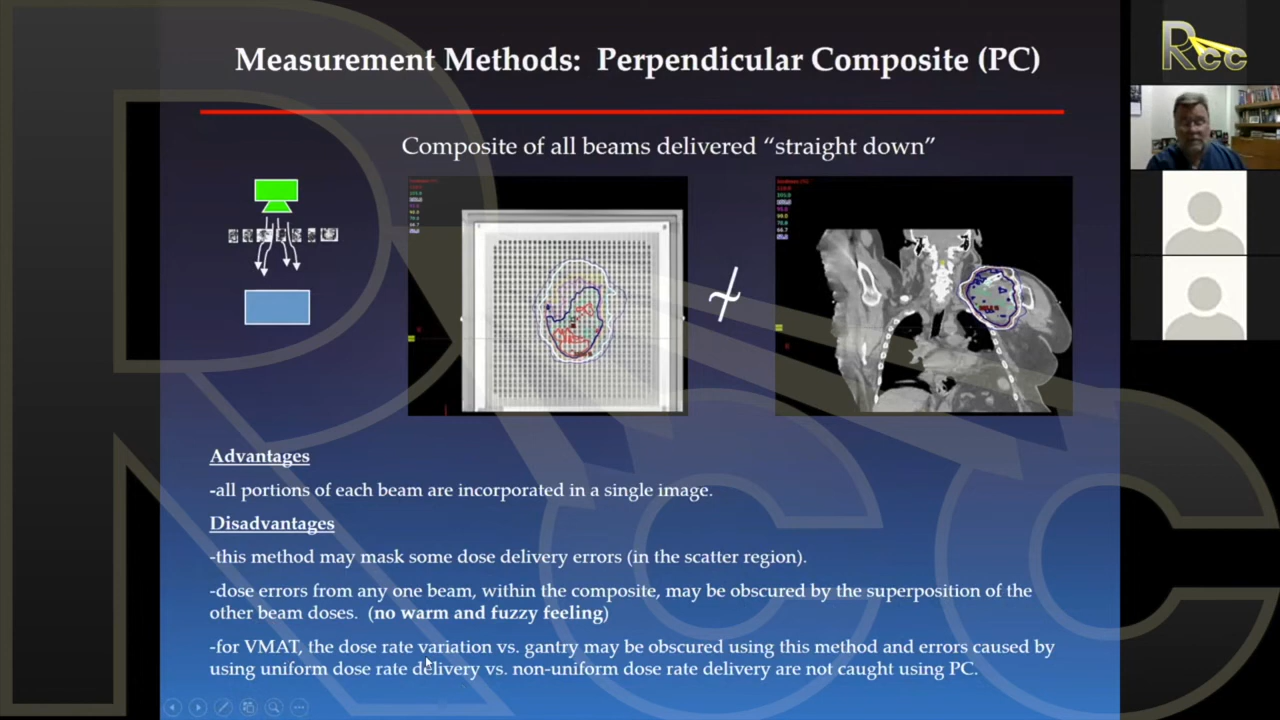 Measurement Methods: Perpendicular Composite (PC)
Rcc
Composite of all beams delivered “straight down”
Advantages
-all portions of each beam are incorporated in a single image.
Disadvantages
-this method may mask some dose delivery errors (in the scatter region).
-dose errors from any one beam, within the composite, may be obscured by the superposition of the
other beam doses. (no warm and fuzzy feeling)
-for VMAT, the dose rate variation vs. gantry may be obscured using this method and errors caused by
using uniform dose rate delivery vs. non-uniform dose rate delivery are not caught using PC.